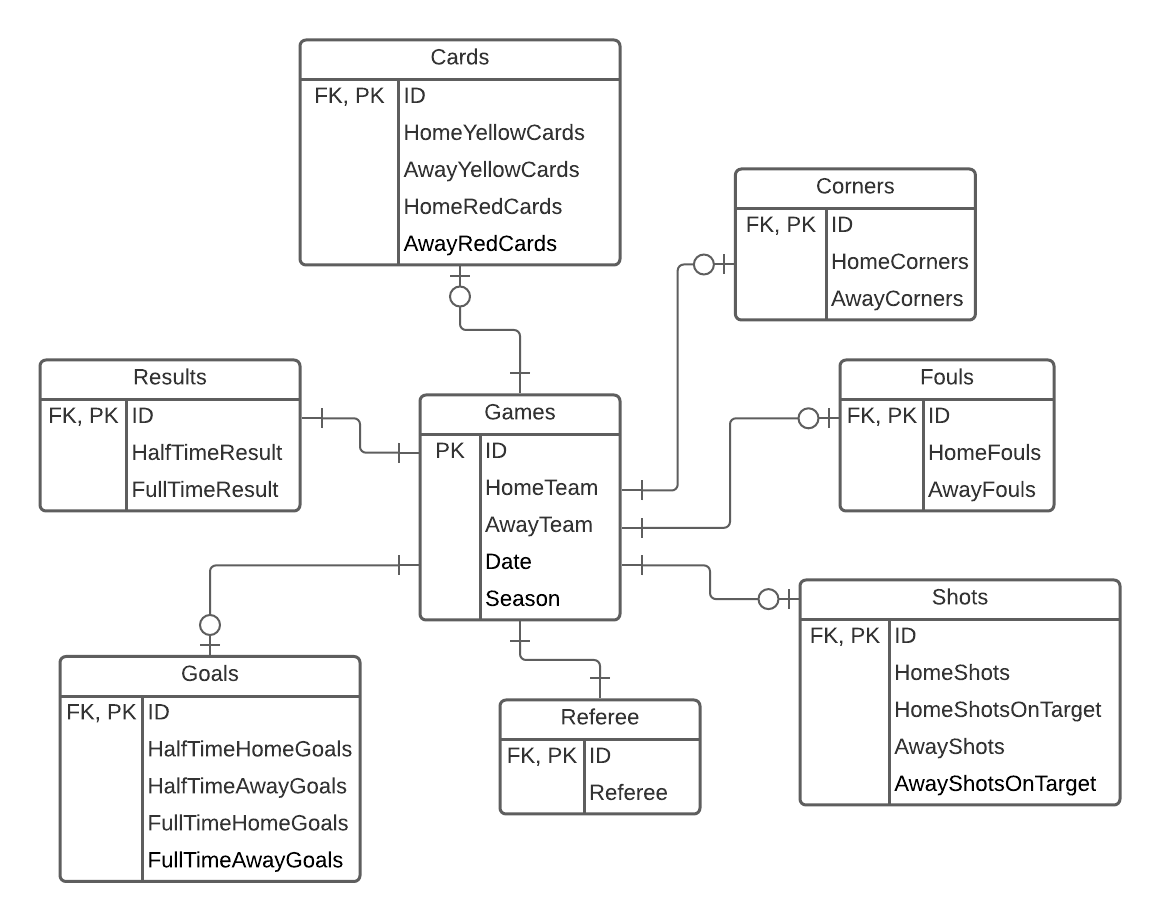 Cards
FK, PK ID
HomeYellowCards
AwayYellowCards
HomeRedCards
AwayRedCards
Corners
FK, PK ID
HomeCorners
AwayCorners
Results
FK, PK ID
HalfTimeResult
FullTimeResult
Games
PK ID
HomeTeam
AwayTeam
Date
Season
Fouls
FK, PK ID
HomeFouls
AwayFouls
Goals
FK, PK ID
HalfTimeHomeGoals
HalfTimeAwayGoals
FullTimeHomeGoals
FullTimeAwayGoals
Referee
FK, PK ID
Referee
Shots
FK, PK ID
HomeShots
HomeShotsOnTarget
AwayShots
AwayShotsOnTarget